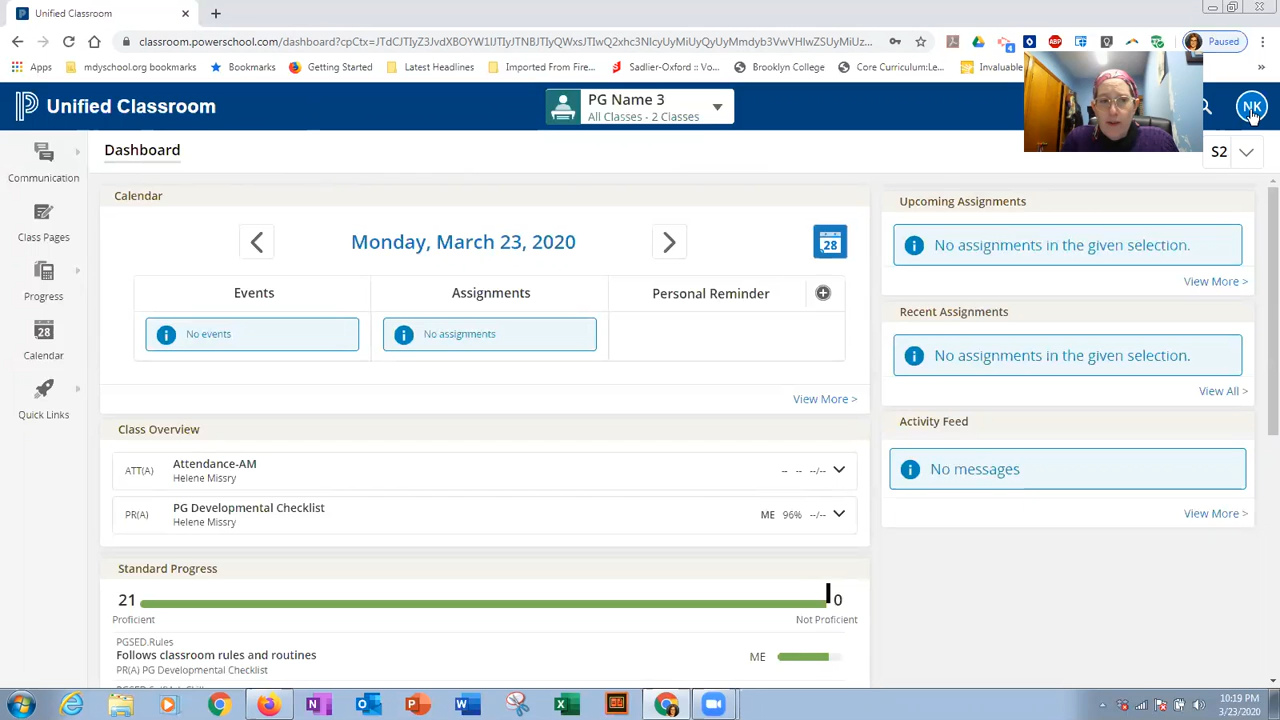 Unified Classroom
classroom.powerschool.com/dashboard?cpCtx=JTdCJTIyZ3JvdXBOYW1lJTIyJTNBJTIyQWxsJTIwQ2xhc3NlcyUyMiUyQyUyMmdyb3VwVHlwZSUyMiUz...
Paused
Apps
mdyschool.org bookmarks
Bookmarks
Getting Started
Latest Headlines
Imported From Fire...
Sadlier-Oxford :: Vo...
Brooklyn College
Core Curriculum:Le...
Invaluable
»
Unified Classroom
PG Name 3
All Classes - 2 Classes
NK
Communication
Class Pages
Progress
28
Calendar
Quick Links
Dashboard
S2
Calendar
Monday, March 23, 2020
28
Events
Assignments
Personal Reminder
No events
No assignments
View More >
Class Overview
ATT(A)
Attendance-AM
Helene Missry
-- -- --/--
PR(A)
PG Developmental Checklist
Helene Missry
ME 96% --/--
Standard Progress
21
0
Proficient
Not Proficient
PGSED.Rules
Follows classroom rules and routines
ME
PR(A) PG Developmental Checklist
Upcoming Assignments
No assignments in the given selection.
View More >
Recent Assignments
No assignments in the given selection.
View All >
Activity Feed
No messages
View More >
10:19 PM
3/23/2020